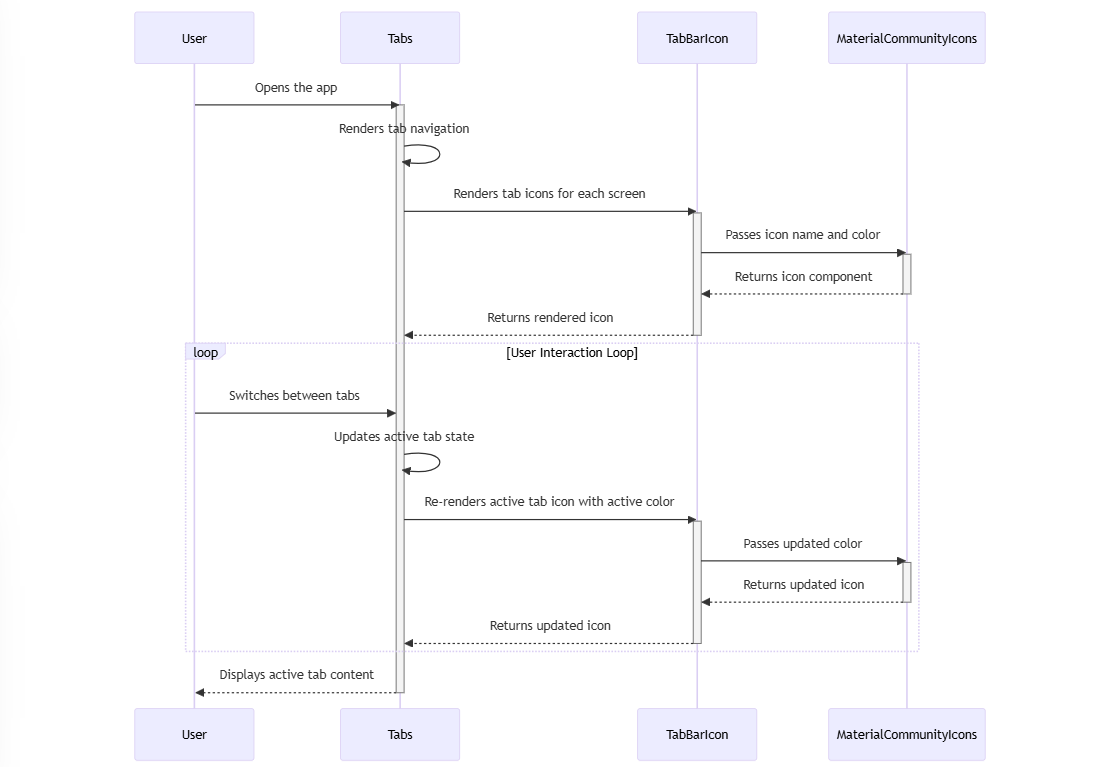 User
Tabs
TabBarIcon
MaterialCommunityIcons
Opens the app
Renders tab navigation
Renders tab icons for each screen
Passes icon name and color
Returns icon component
Returns rendered icon
loop
[User Interaction Loop]
Switches between tabs
Updates active tab state
Re-renders active tab icon with active color
Passes updated color
Returns updated icon
Returns updated icon
Displays active tab content
User
Tabs
TabBarIcon
MaterialCommunityIcons